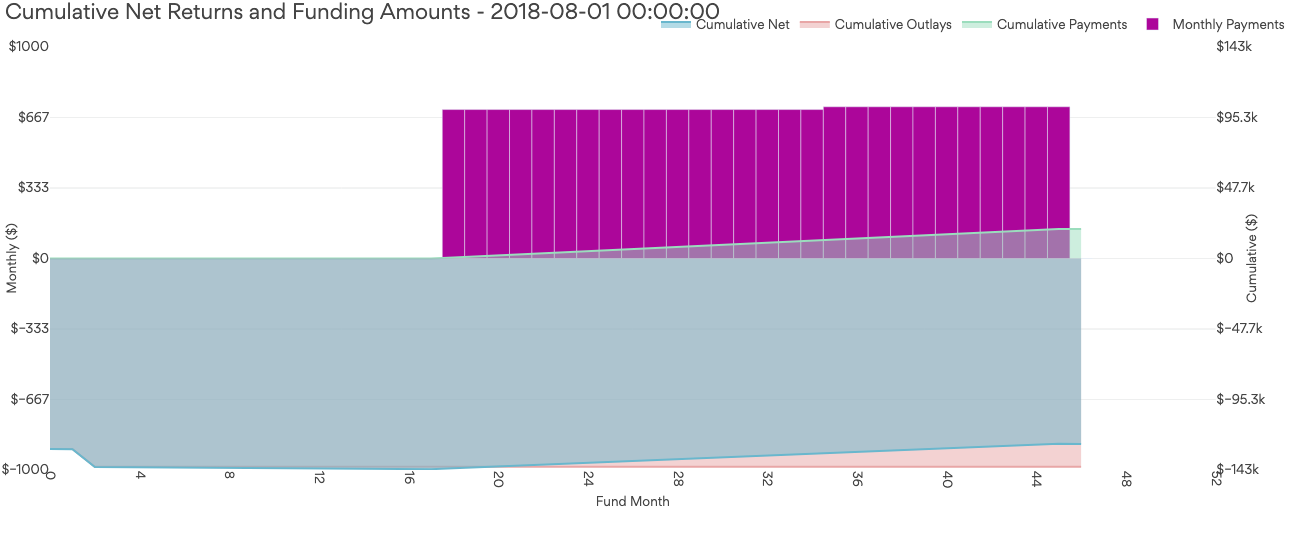 Cumulative Net Returns and Funding Amounts - 2018-08-01 00:00:00
Cumulative Net
Cumulative Outlays
Cumulative Payments
Monthly Payments
$1000
$667
$333
$0
$−333
$−667
$−1000
Monthly ($)
$143k
$95.3k
$47.7k
$0
$−47.7k
$−95.3k
$−143k
Cumulative ($)
0
4
8
12
16
20
24
28
32
36
40
44
48
52
Fund Month